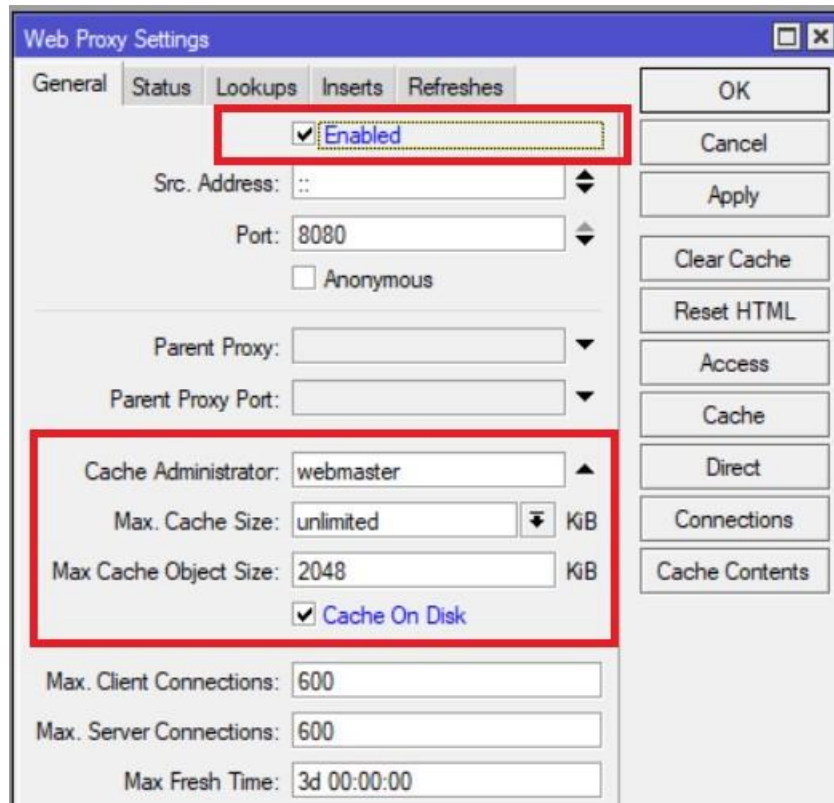 Web Proxy Settings
General Status Lookups Inserts Refreshes
Enabled
Src. Address: ::
Port: 8080
Anonymous
Parent Proxy:
Parent Proxy Port:
Cache Administrator: webmaster
Max. Cache Size: unlimited KiB
Max Cache Object Size: 2048 KiB
Cache On Disk
Max. Client Connections: 600
Max. Server Connections: 600
Max Fresh Time: 3d 00:00:00
OK
Cancel
Apply
Clear Cache
Reset HTML
Access
Cache
Direct
Connections
Cache Contents